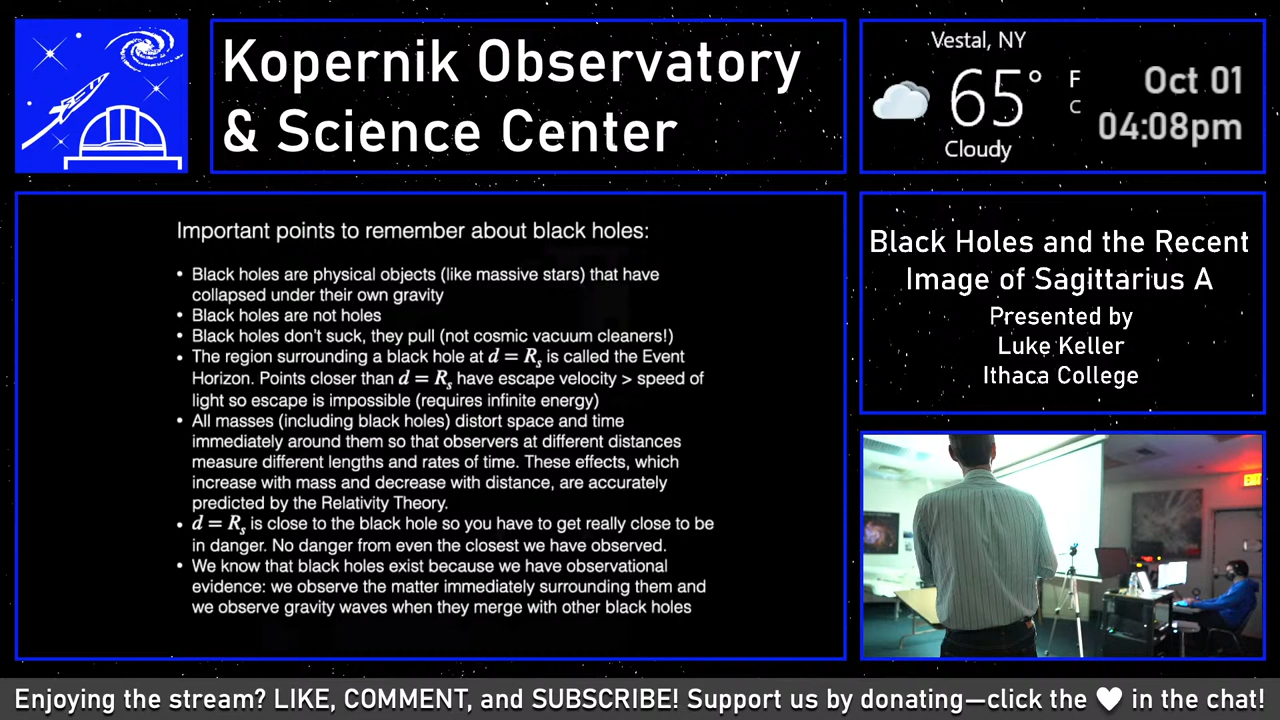 Kopernik Observatory
& Science Center
Vestal, NY
65° F
C
Cloudy
Oct 01
04:08pm
Important points to remember about black holes:
• Black holes are physical objects (like massive stars) that have
collapsed under their own gravity
• Black holes are not holes
• Black holes don't suck, they pull (not cosmic vacuum cleaners!)
• The region surrounding a black hole at d = Rs is called the Event
Horizon. Points closer than d = Rs have escape velocity > speed of
light so escape is impossible (requires infinite energy)
• All masses (including black holes) distort space and time
immediately around them so that observers at different distances
measure different lengths and rates of time. These effects, which
increase with mass and decrease with distance, are accurately
predicted by the Relativity Theory.
• d = Rs is close to the black hole so you have to get really close to be
in danger. No danger from even the closest we have observed.
• We know that black holes exist because we have observational
evidence: we observe the matter immediately surrounding them and
we observe gravity waves when they merge with other black holes
Black Holes and the Recent
Image of Sagittarius A
Presented by
Luke Keller
Ithaca College
Enjoying the stream? LIKE, COMMENT, and SUBSCRIBE! Support us by donating—click the ♥ in the chat!